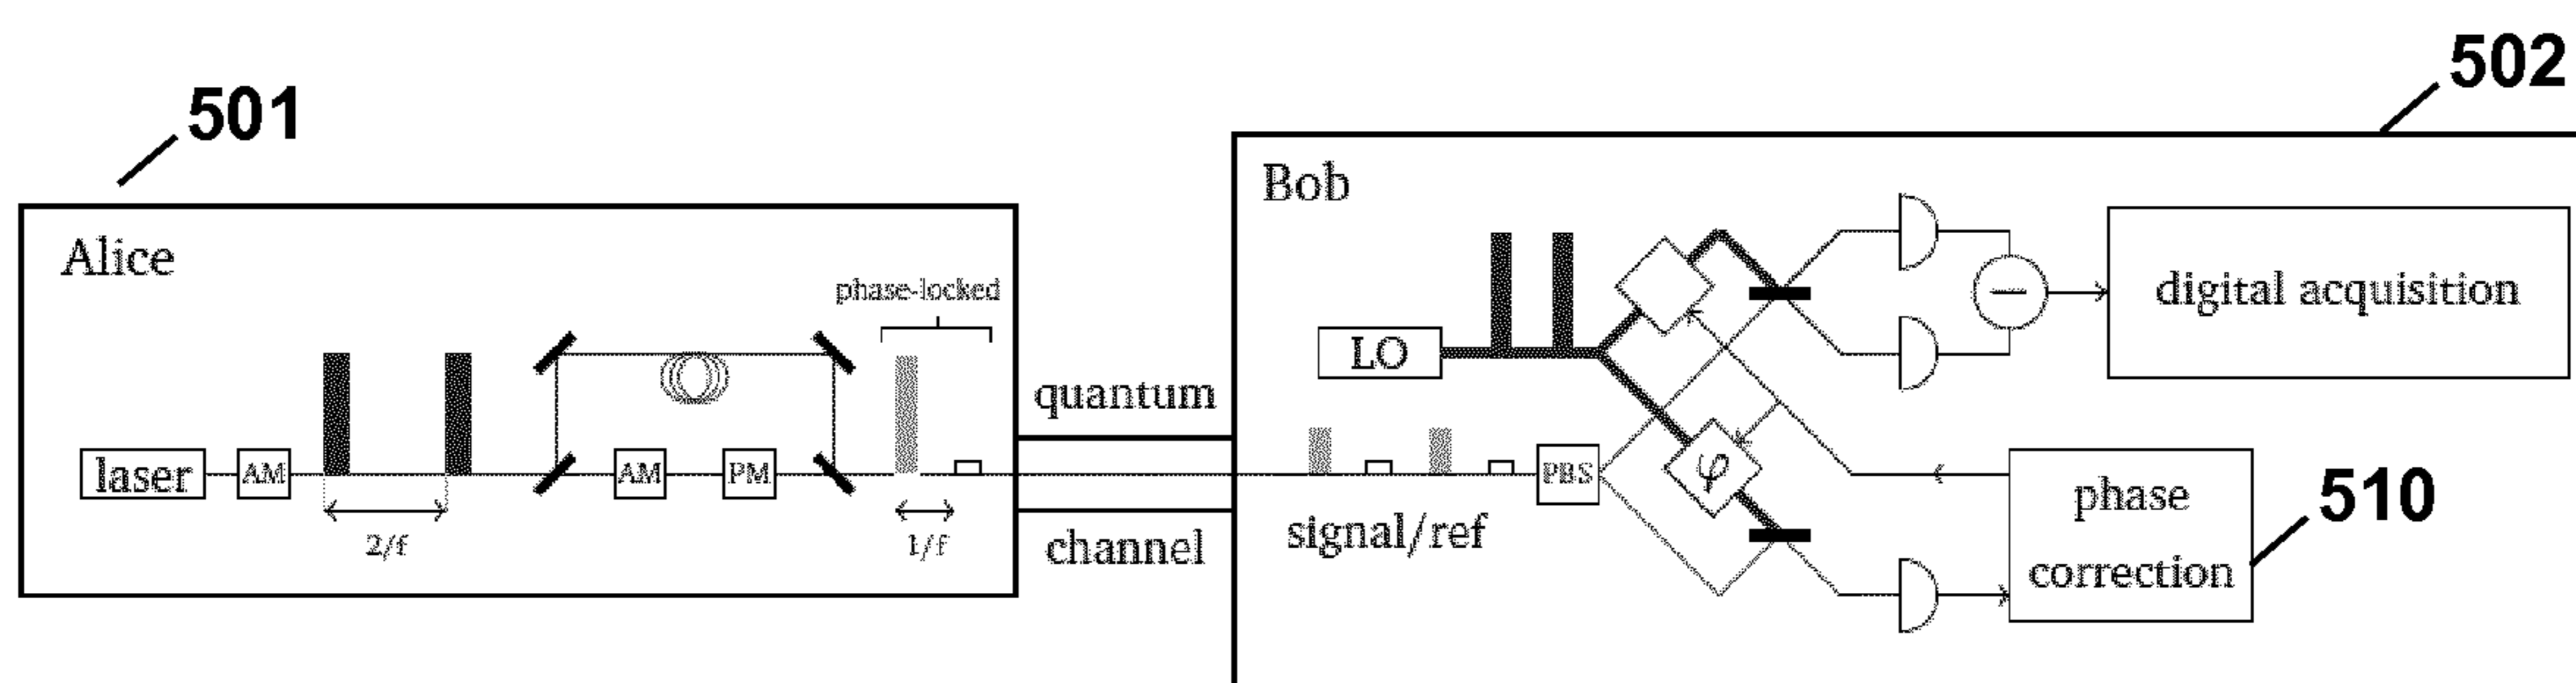 501
502
Alice
phase-locked
laser
AM
2/f
AM
PM
1/f
quantum
channel
Bob
LO
signal/ref
PBS
φ
−
digital acquisition
phase
correction
510